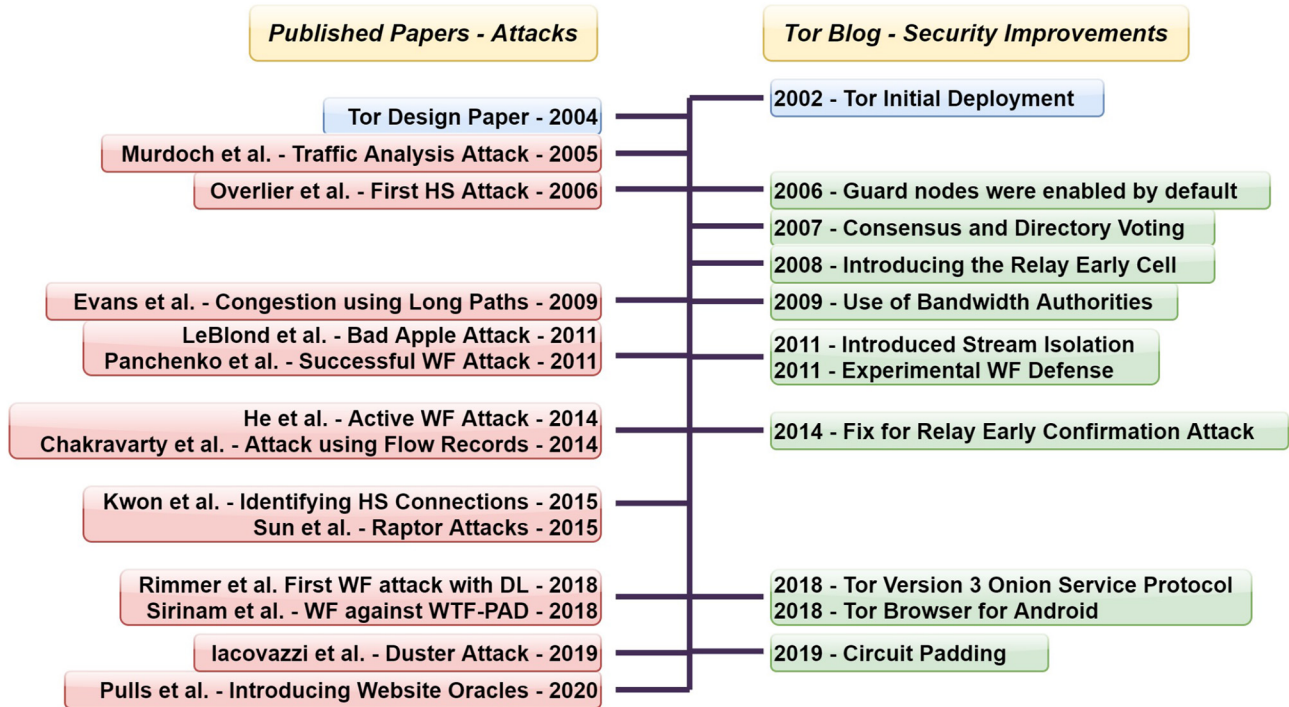 Published Papers - Attacks
Tor Blog - Security Improvements
2002 - Tor Initial Deployment
Tor Design Paper - 2004
Murdoch et al. - Traffic Analysis Attack - 2005
Overlier et al. - First HS Attack - 2006
2006 - Guard nodes were enabled by default
2007 - Consensus and Directory Voting
2008 - Introducing the Relay Early Cell
Evans et al. - Congestion using Long Paths - 2009
2009 - Use of Bandwidth Authorities
LeBlond et al. - Bad Apple Attack - 2011
Panchenko et al. - Successful WF Attack - 2011
2011 - Introduced Stream Isolation
2011 - Experimental WF Defense
He et al. - Active WF Attack - 2014
Chakravarty et al. - Attack using Flow Records - 2014
2014 - Fix for Relay Early Confirmation Attack
Kwon et al. - Identifying HS Connections - 2015
Sun et al. - Raptor Attacks - 2015
Rimmer et al. First WF attack with DL - 2018
Sirinam et al. - WF against WTF-PAD - 2018
2018 - Tor Version 3 Onion Service Protocol
2018 - Tor Browser for Android
Iacovazzi et al. - Duster Attack - 2019
2019 - Circuit Padding
Pulls et al. - Introducing Website Oracles - 2020